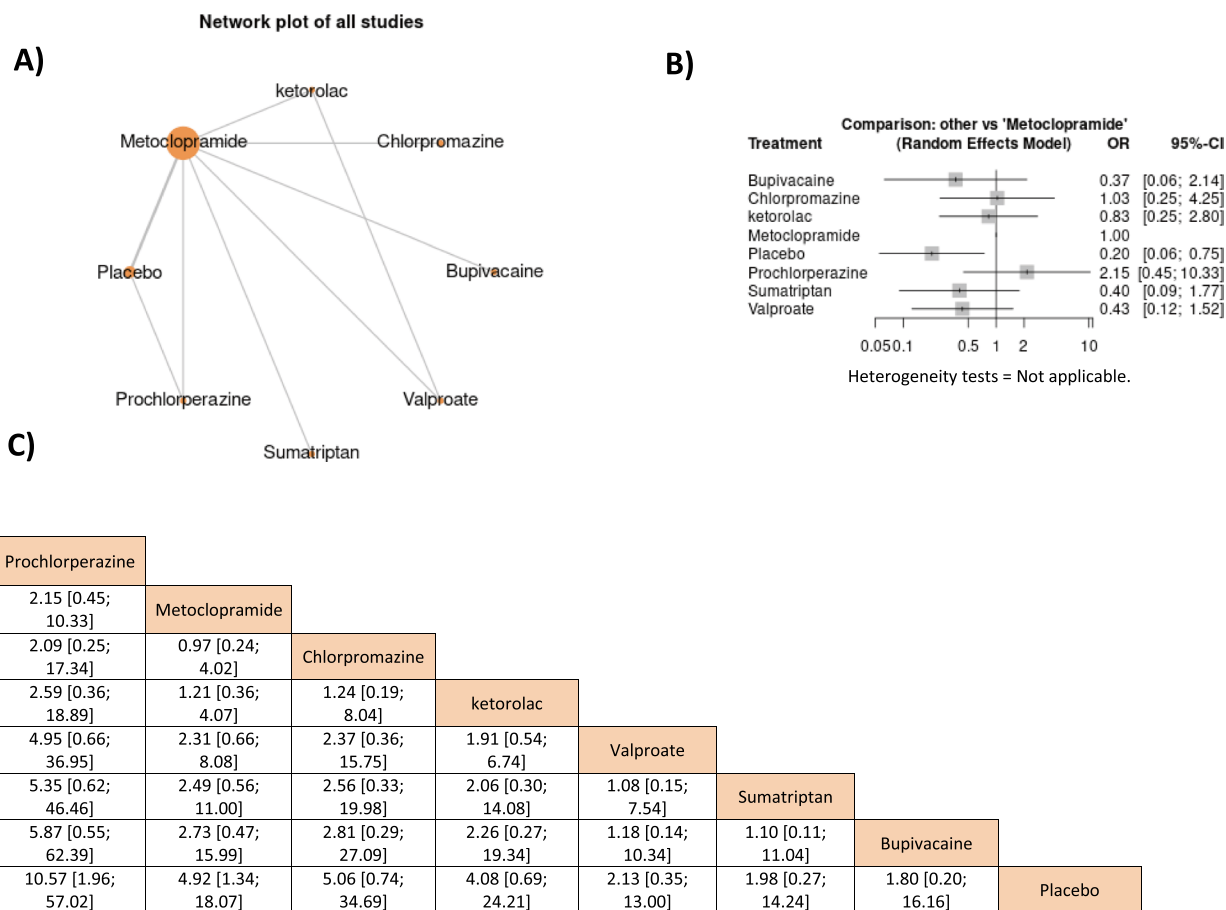 Network plot of all studies
A)
ketorolac
Metoclopramide
Chlorpromazine
Placebo
Bupivacaine
Prochlorperazine
Valproate
Sumatriptan
B)
Comparison: other vs 'Metoclopramide'
Treatment (Random Effects Model) OR 95%-CI
Bupivacaine 0.37 [0.06; 2.14]
Chlorpromazine 1.03 [0.25; 4.25]
ketorolac 0.83 [0.25; 2.80]
Metoclopramide 1.00
Placebo 0.20 [0.06; 0.75]
Prochlorperazine 2.15 [0.45; 10.33]
Sumatriptan 0.40 [0.09; 1.77]
Valproate 0.43 [0.12; 1.52]
0.05 0.1 0.5 1 2 10
Heterogeneity tests = Not applicable.
C)
Prochlorperazine
2.15 [0.45;
10.33]
Metoclopramide
2.09 [0.25;
17.34]
0.97 [0.24;
4.02]
Chlorpromazine
2.59 [0.36;
18.89]
1.21 [0.36;
4.07]
1.24 [0.19;
8.04]
ketorolac
4.95 [0.66;
36.95]
2.31 [0.66;
8.08]
2.37 [0.36;
15.75]
1.91 [0.54;
6.74]
Valproate
5.35 [0.62;
46.46]
2.49 [0.56;
11.00]
2.56 [0.33;
19.98]
2.06 [0.30;
14.08]
1.08 [0.15;
7.54]
Sumatriptan
5.87 [0.55;
62.39]
2.73 [0.47;
15.99]
2.81 [0.29;
27.09]
2.26 [0.27;
19.34]
1.18 [0.14;
10.34]
1.10 [0.11;
11.04]
Bupivacaine
10.57 [1.96;
57.02]
4.92 [1.34;
18.07]
5.06 [0.74;
34.69]
4.08 [0.69;
24.21]
2.13 [0.35;
13.00]
1.98 [0.27;
14.24]
1.80 [0.20;
16.16]
Placebo